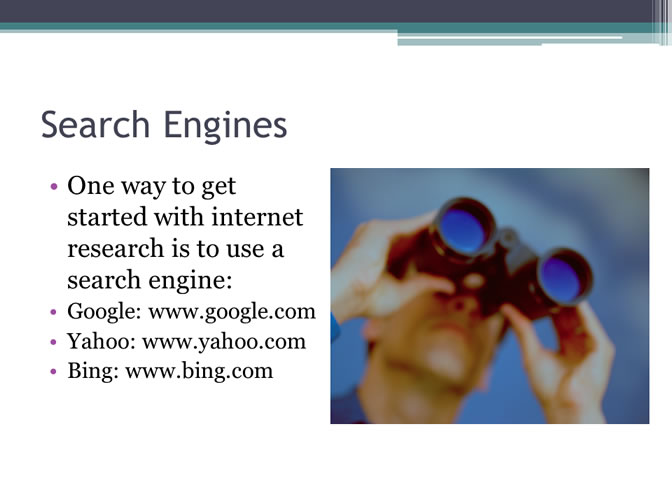 Search Engines
• One way to get
started with internet
research is to use a
search engine:
• Google: www.google.com
• Yahoo: www.yahoo.com
• Bing: www.bing.com